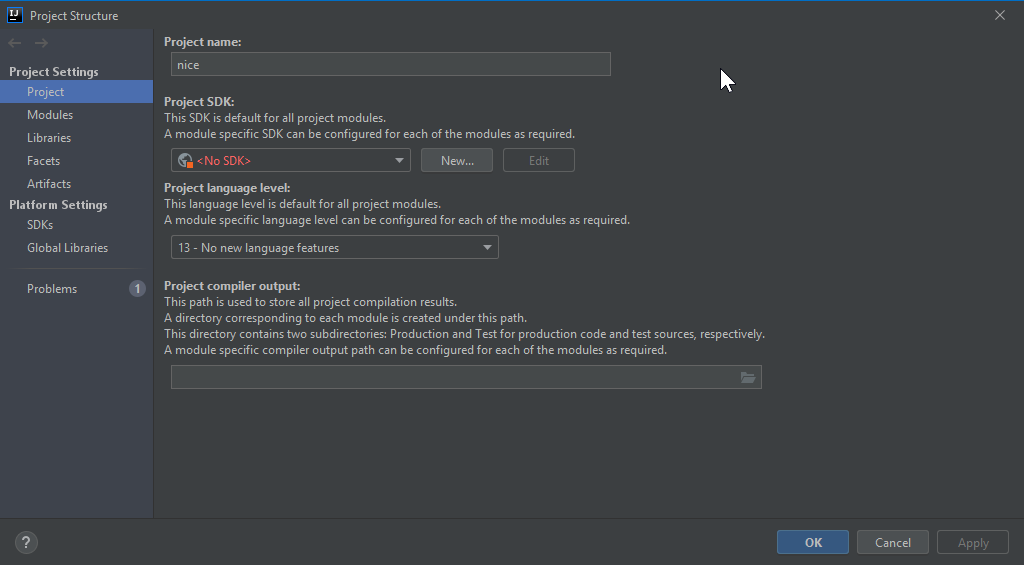 IJ
Project Structure
Project Settings
Project
Modules
Libraries
Facets
Artifacts
Platform Settings
SDKs
Global Libraries
Problems 1
Project name:
nice
Project SDK:
This SDK is default for all project modules.
A module specific SDK can be configured for each of the modules as required.
<No SDK> New... Edit
Project language level:
This language level is default for all project modules.
A module specific language level can be configured for each of the modules as required.
13 - No new language features
Project compiler output:
This path is used to store all project compilation results.
A directory corresponding to each module is created under this path.
This directory contains two subdirectories: Production and Test for production code and test sources, respectively.
A module specific compiler output path can be configured for each of the modules as required.
? OK Cancel Apply